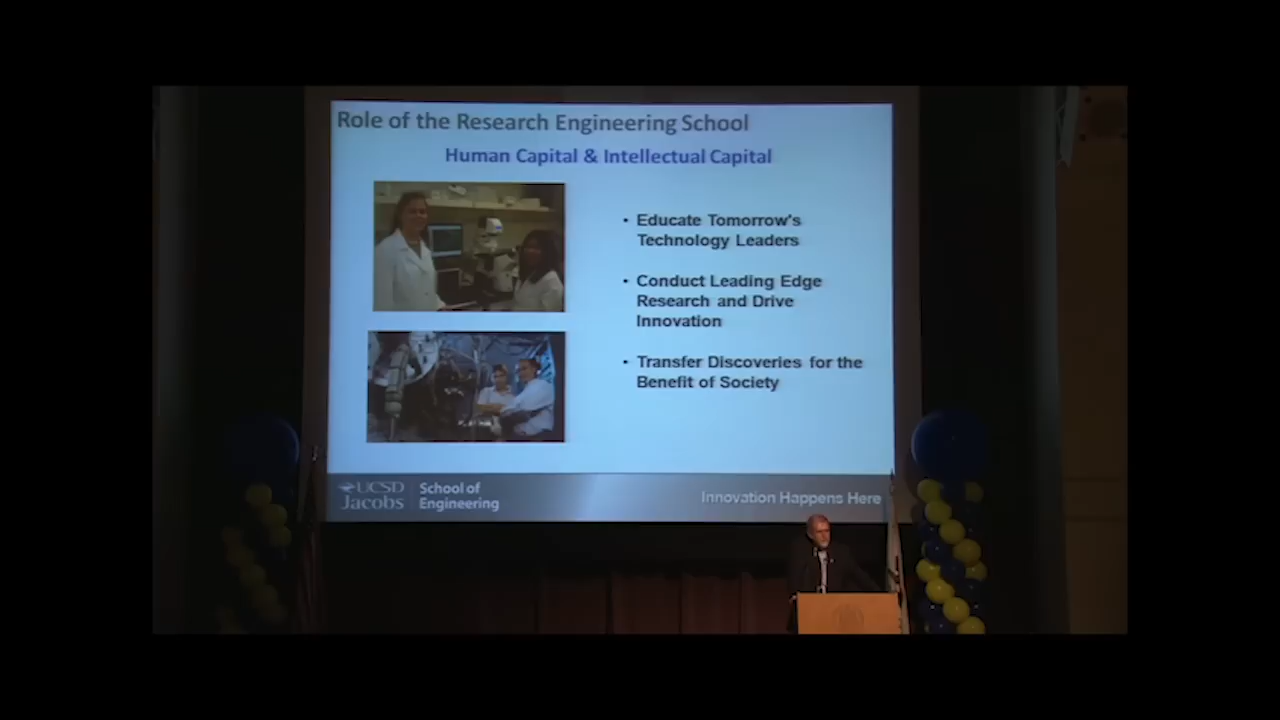 Role of the Research Engineering School
Human Capital & Intellectual Capital
• Educate Tomorrow's
Technology Leaders
• Conduct Leading Edge
Research and Drive
Innovation
• Transfer Discoveries for the
Benefit of Society
UCSD
Jacobs
School of
Engineering
Innovation Happens Here